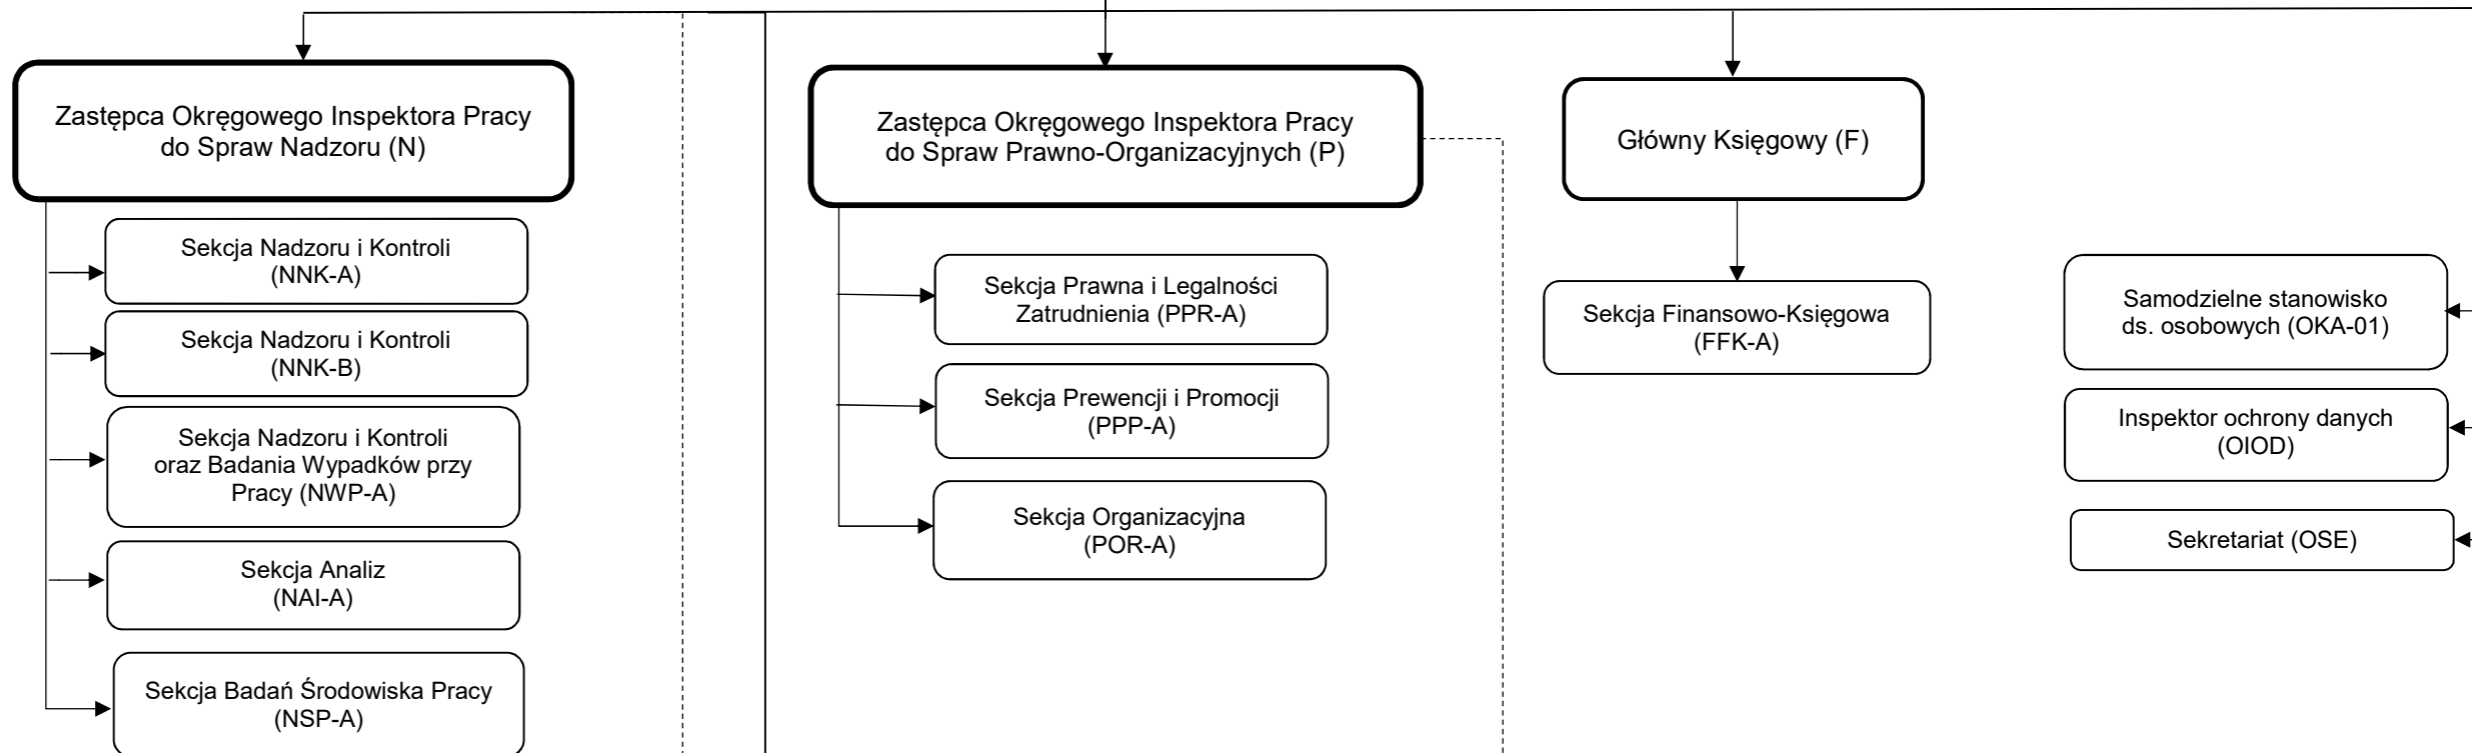 Zastępca Okręgowego Inspektora Pracy
do Spraw Nadzoru (N)
Sekcja Nadzoru i Kontroli
(NNK-A)
Sekcja Nadzoru i Kontroli
(NNK-B)
Sekcja Nadzoru i Kontroli
oraz Badania Wypadków przy
Pracy (NWP-A)
Sekcja Analiz
(NAI-A)
Sekcja Badań Środowiska Pracy
(NSP-A)
Zastępca Okręgowego Inspektora Pracy
do Spraw Prawno-Organizacyjnych (P)
Sekcja Prawna i Legalności
Zatrudnienia (PPR-A)
Sekcja Prewencji i Promocji
(PPP-A)
Sekcja Organizacyjna
(POR-A)
Główny Księgowy (F)
Sekcja Finansowo-Księgowa
(FFK-A)
Samodzielne stanowisko
ds. osobowych (OKA-01)
Inspektor ochrony danych
(OIOD)
Sekretariat (OSE)